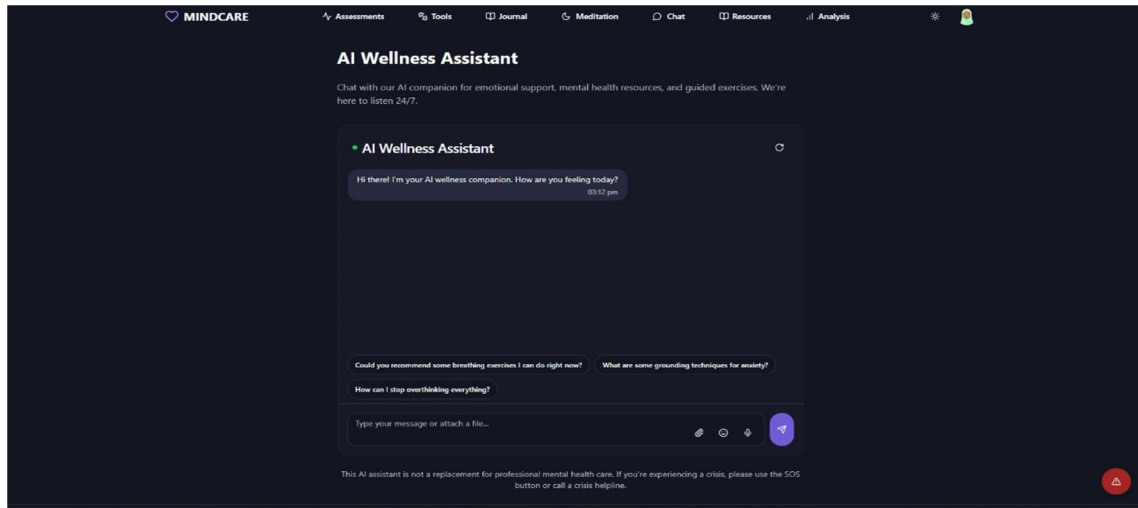 MINDCARE
Assessments Tools Journal Meditation Chat Resources Analysis
AI Wellness Assistant
Chat with our AI companion for emotional support, mental health resources, and guided exercises. We're
here to listen 24/7.
AI Wellness Assistant
Hi there! I'm your AI wellness companion. How are you feeling today?
03:12 pm
Could you recommend some breathing exercises I can do right now?
What are some grounding techniques for anxiety?
How can I stop overthinking everything?
Type your message or attach a file...
This AI assistant is not a replacement for professional mental health care. If you're experiencing a crisis, please use the SOS
button or call a crisis helpline.